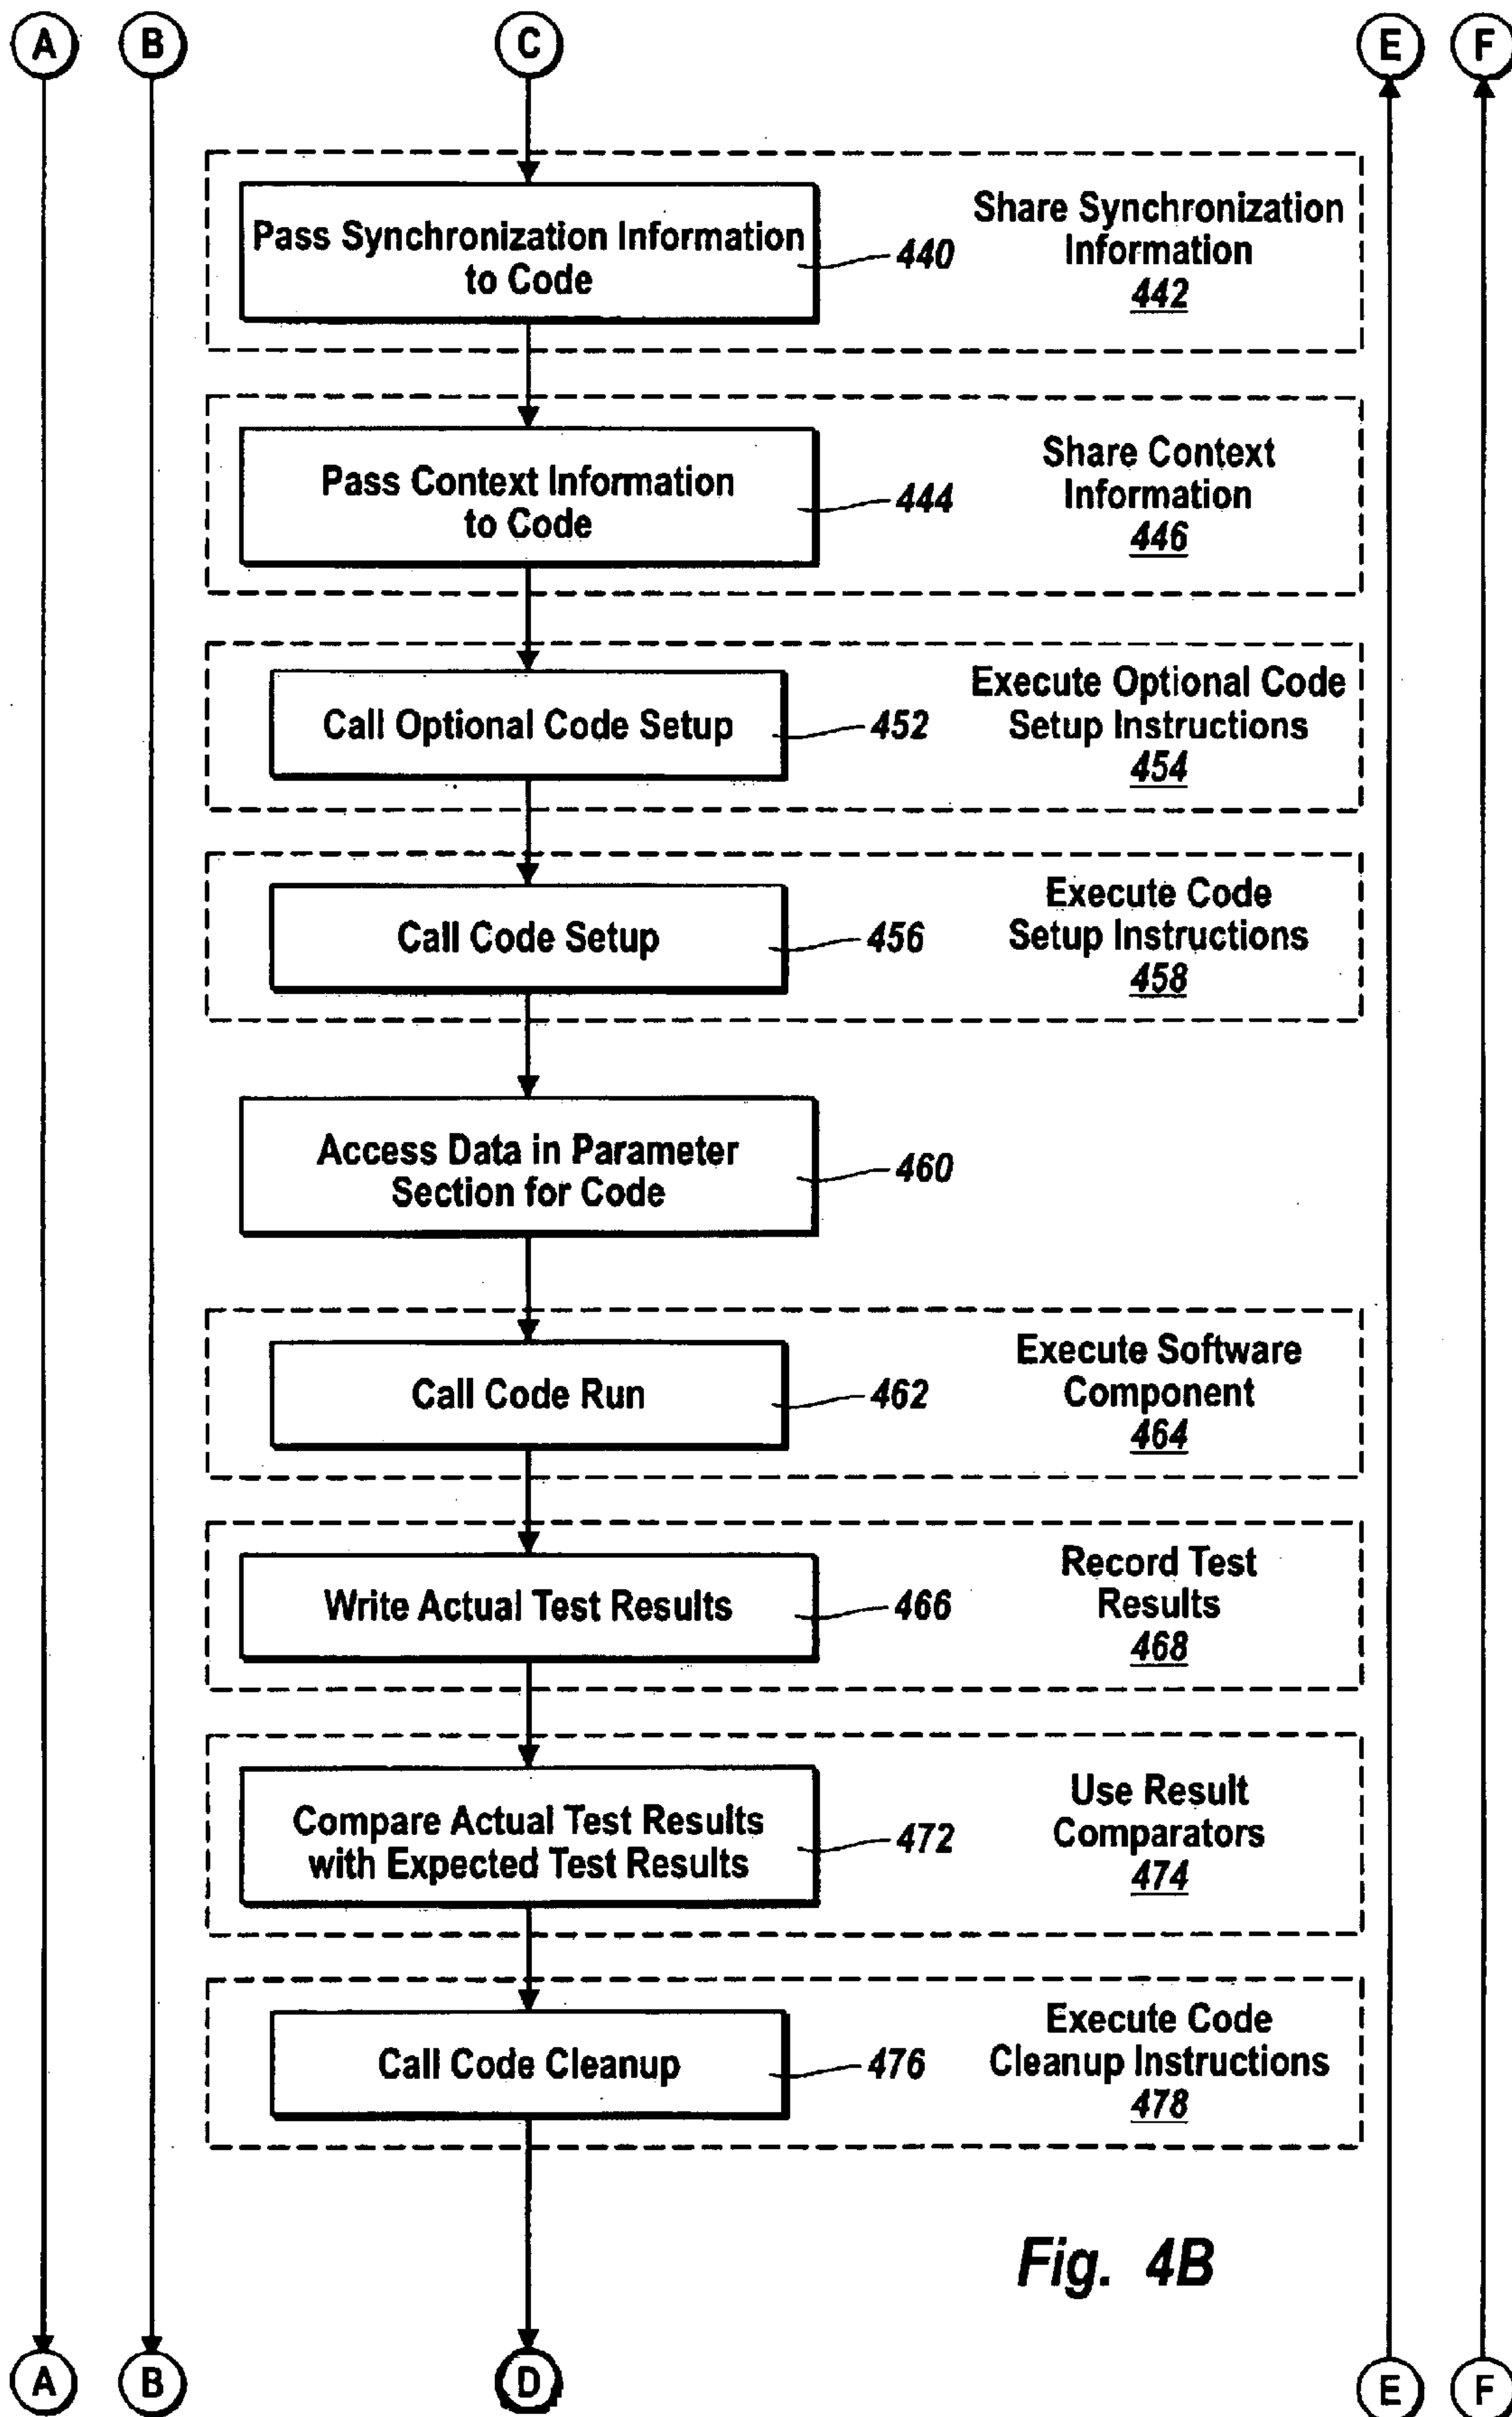 A B C E F
Pass Synchronization Information
to Code
440
Share Synchronization
Information
442
Pass Context Information
to Code
444
Share Context
Information
446
Call Optional Code Setup
452
Execute Optional Code
Setup Instructions
454
Call Code Setup
456
Execute Code
Setup Instructions
458
Access Data in Parameter
Section for Code
460
Call Code Run
462
Execute Software
Component
464
Write Actual Test Results
466
Record Test
Results
468
Compare Actual Test Results
with Expected Test Results
472
Use Result
Comparators
474
Call Code Cleanup
476
Execute Code
Cleanup Instructions
478
Fig. 4B
A B D E F